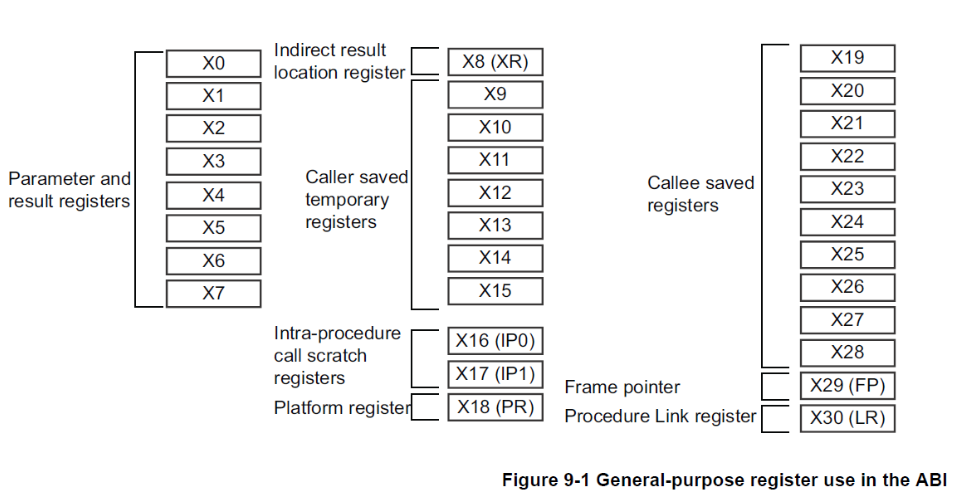 Parameter and
result registers
X0
X1
X2
X3
X4
X5
X6
X7
Indirect result
location register
X8 (XR)
Caller saved
temporary
registers
X9
X10
X11
X12
X13
X14
X15
Intra-procedure
call scratch
registers
X16 (IP0)
X17 (IP1)
Platform register
X18 (PR)
Callee saved
registers
X19
X20
X21
X22
X23
X24
X25
X26
X27
X28
Frame pointer
X29 (FP)
Procedure Link register
X30 (LR)
Figure 9-1 General-purpose register use in the ABI